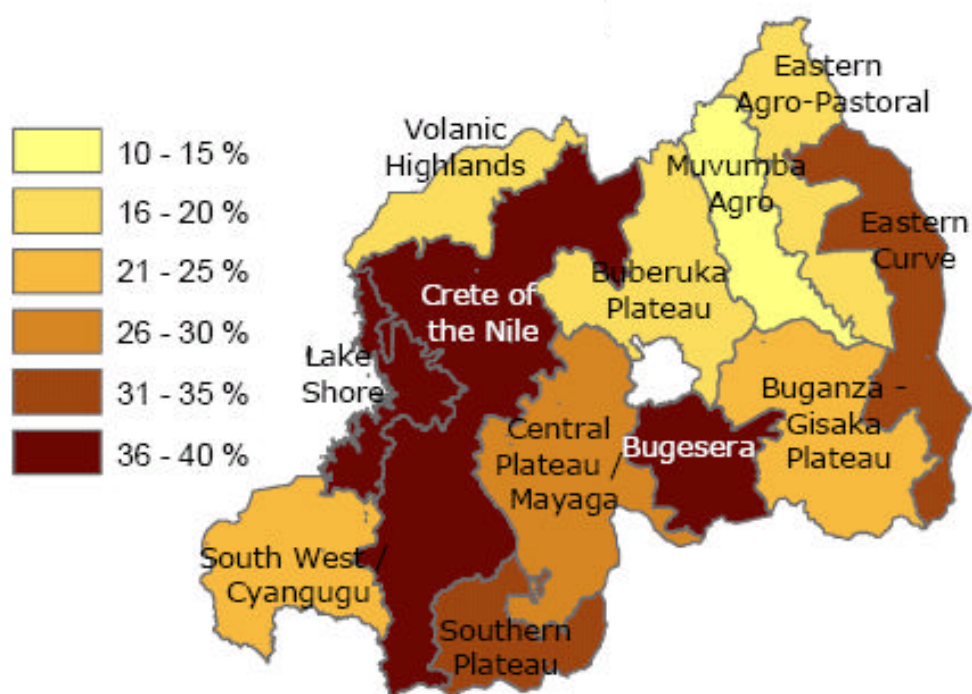 10 - 15 %
16 - 20 %
21 - 25 %
26 - 30 %
31 - 35 %
36 - 40 %
Eastern
Agro-Pastoral
Volanic
Highlands
Muvumba
Agro
Eastern
Curve
Buberuka
Plateau
Crete of
the Nile
Lake
Shore
Buganza -
Gisaka
Plateau
Central
Plateau /
Mayaga
Bugesera
South West /
Cyangugu
Southern
Plateau